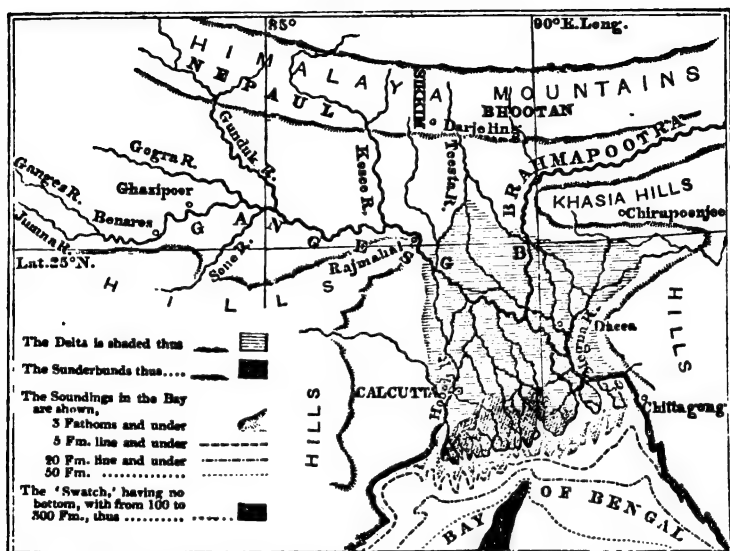 85°
90° E. Long.
HIMALAYA MOUNTAINS
NEPAUL
SIKKIM
BHOOTAN
Darjeling
BRAHMAPOOTRA
Gunduk R.
Gogra R.
Kosee R.
Teesta R.
Ganges R.
Ghazipoer
KHASIA HILLS
Chirapoonjee
Benares
GANGES
Jumna R.
Sone R.
Rajmahal
G
B
Lat. 25° N.
HILLS
HILLS
Dacca
Megna R.
The Delta is shaded thus
The Sunderbunds thus....
CALCUTTA
Hoogly R.
Chittagong
HILLS
The Soundings in the Bay
are shown,
3 Fathoms and under
5 Fm. line and under
20 Fm. line and under
50 Fm. ...............
The 'Swatch,' having no
bottom, with from 100 to
300 Fm., thus ..........
BAY OF BENGAL